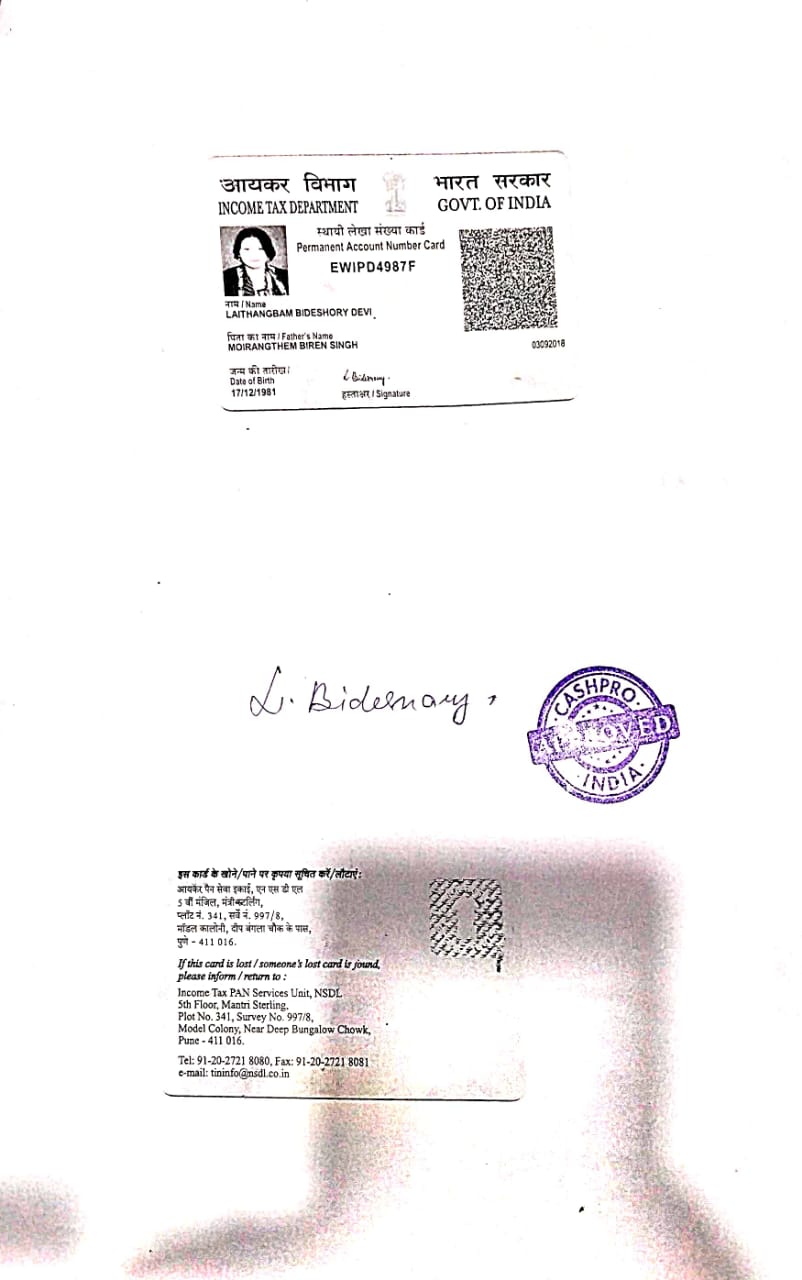 आयकर विभाग
INCOME TAX DEPARTMENT
भारत सरकार
GOVT. OF INDIA
स्थायी लेखा संख्या कार्ड
Permanent Account Number Card
EWIPD4987F
नाम / Name
LAITHANGBAM BIDESHORY DEVI
पिता का नाम / Father's Name
MOIRANGTHEM BIREN SINGH
03092018
जन्म की तारीख /
Date of Birth
17/12/1981
हस्ताक्षर / Signature
CASHPRO
APPROVED
INDIA
इस कार्ड के खोने/पाने पर कृपया सूचित करें/लौटाएं:
आयकर पैन सेवा इकाई, एन एस डी एल
5 वीं मंजिल, मंत्री स्टर्लिंग,
प्लॉट नं. 341, सर्वे नं. 997/8,
मॉडल कालोनी, दीप बंगला चौक के पास,
पुणे - 411 016.
If this card is lost / someone's lost card is found,
please inform / return to :
Income Tax PAN Services Unit, NSDL
5th Floor, Mantri Sterling,
Plot No. 341, Survey No. 997/8,
Model Colony, Near Deep Bungalow Chowk,
Pune - 411 016.
Tel: 91-20-2721 8080, Fax: 91-20-2721 8081
e-mail: tininfo@nsdl.co.in